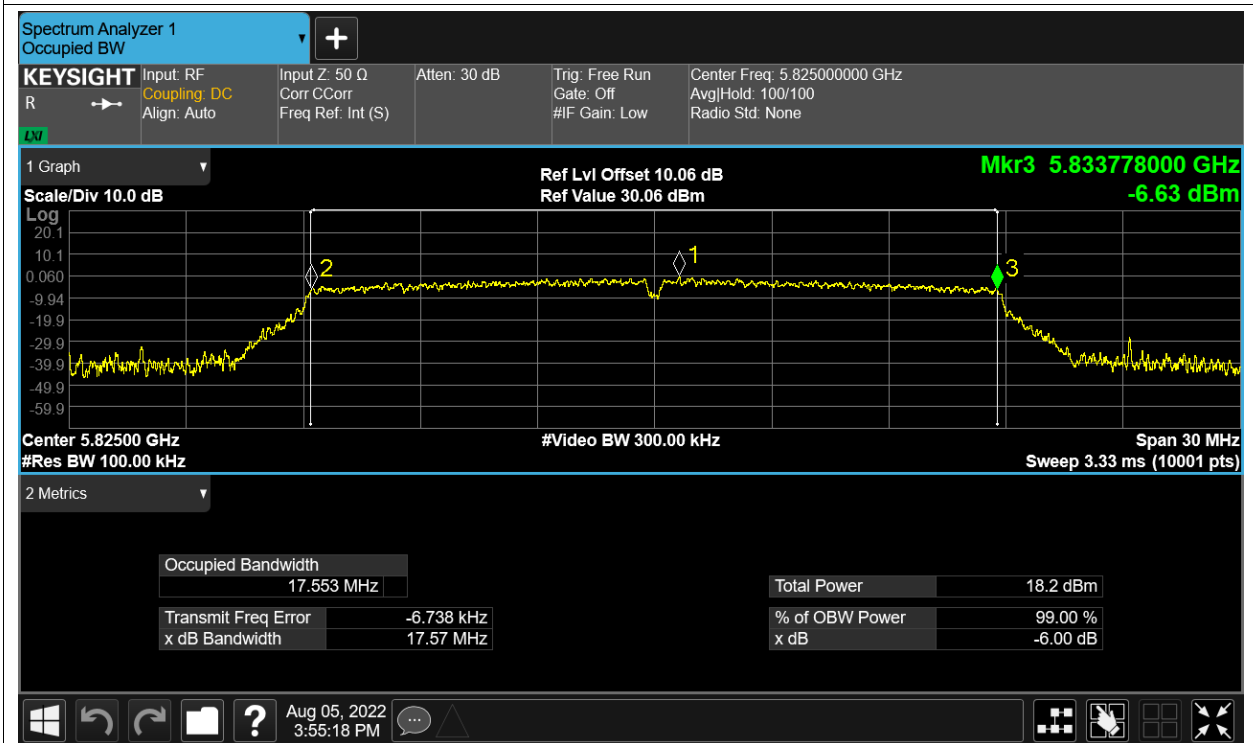 Spectrum Analyzer 1
Occupied BW
KEYSIGHT
R
LXI
Input: RF
Coupling: DC
Align: Auto
Input Z: 50 Ω
Corr CCorr
Freq Ref: Int (S)
Atten: 30 dB
Trig: Free Run
Gate: Off
#IF Gain: Low
Center Freq: 5.825000000 GHz
Avg|Hold: 100/100
Radio Std: None
1 Graph
Scale/Div 10.0 dB
Ref Lvl Offset 10.06 dB
Ref Value 30.06 dBm
Mkr3 5.833778000 GHz
-6.63 dBm
Log
20.1
10.1
0.060
-9.94
-19.9
-29.9
-39.9
-49.9
-59.9
2
1
3
Center 5.82500 GHz
#Res BW 100.00 kHz
#Video BW 300.00 kHz
Span 30 MHz
Sweep 3.33 ms (10001 pts)
2 Metrics
Occupied Bandwidth
17.553 MHz
Transmit Freq Error -6.738 kHz
x dB Bandwidth 17.57 MHz
Total Power 18.2 dBm
% of OBW Power 99.00 %
x dB -6.00 dB
Aug 05, 2022
3:55:18 PM